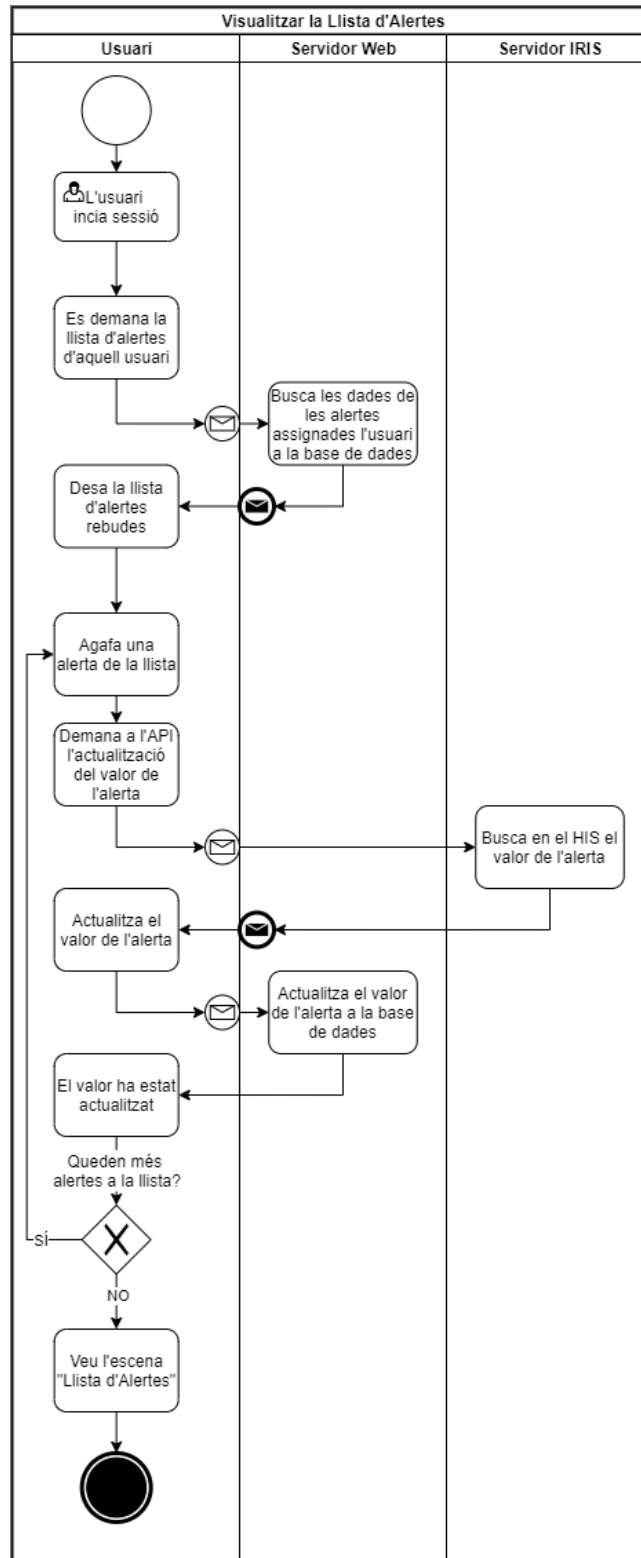 Visualitzar la Llista d'Alertes
Usuari
Servidor Web
Servidor IRIS
L'usuari
incia sessió
Es demana la
llista d'alertes
d'aquell usuari
Busca les dades de
les alertes
assignades l'usuari
a la base de dades
Desa la llista
d'alertes
rebudes
Agafa una
alerta de la llista
Demana a l'API
l'actualització
del valor de
l'alerta
Busca en el HIS el
valor de l'alerta
Actualitza el
valor de l'alerta
Actualitza el valor
de l'alerta a la base
de dades
El valor ha estat
actualitzat
Queden més
alertes a la llista?
SÍ
NO
Veu l'escena
"Llista d'Alertes"